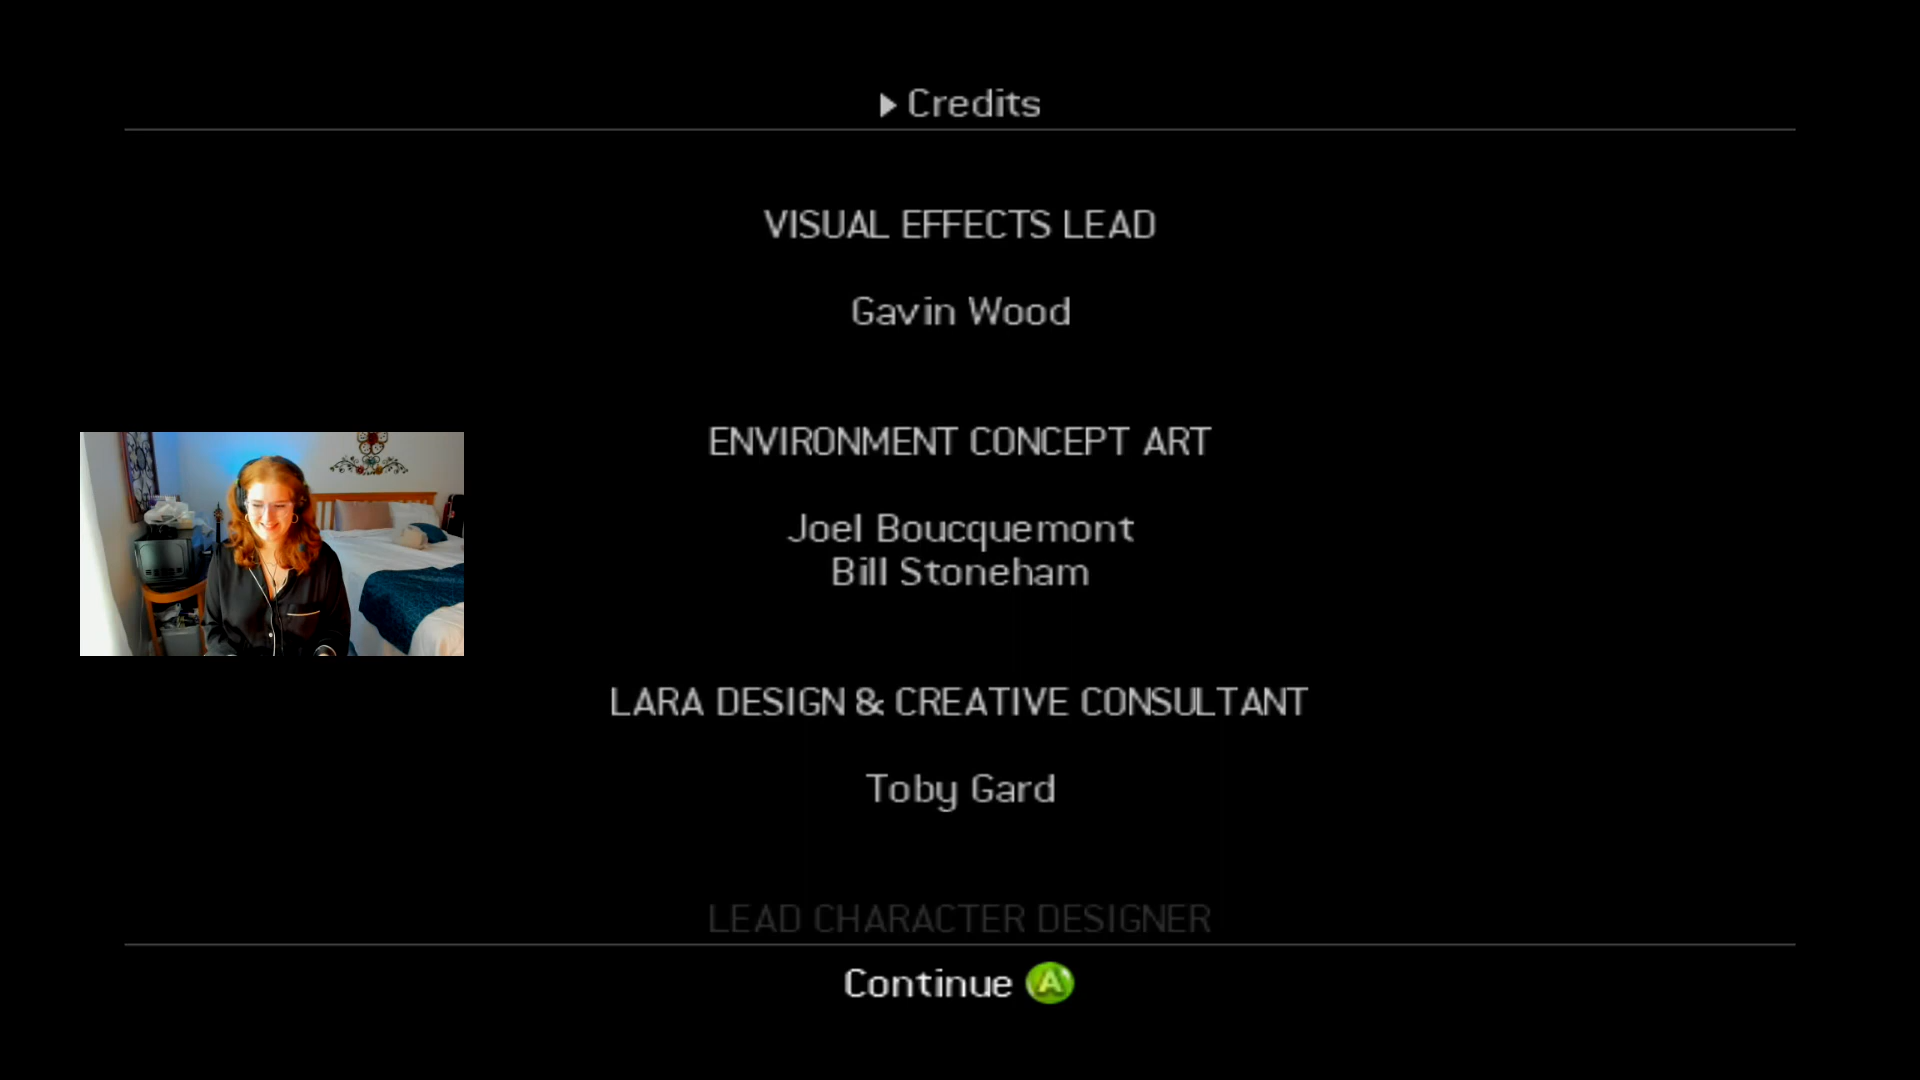 Credits
VISUAL EFFECTS LEAD
Gavin Wood
ENVIRONMENT CONCEPT ART
Joel Boucquemont
Bill Stoneham
LARA DESIGN & CREATIVE CONSULTANT
Toby Gard
LEAD CHARACTER DESIGNER
Continue A